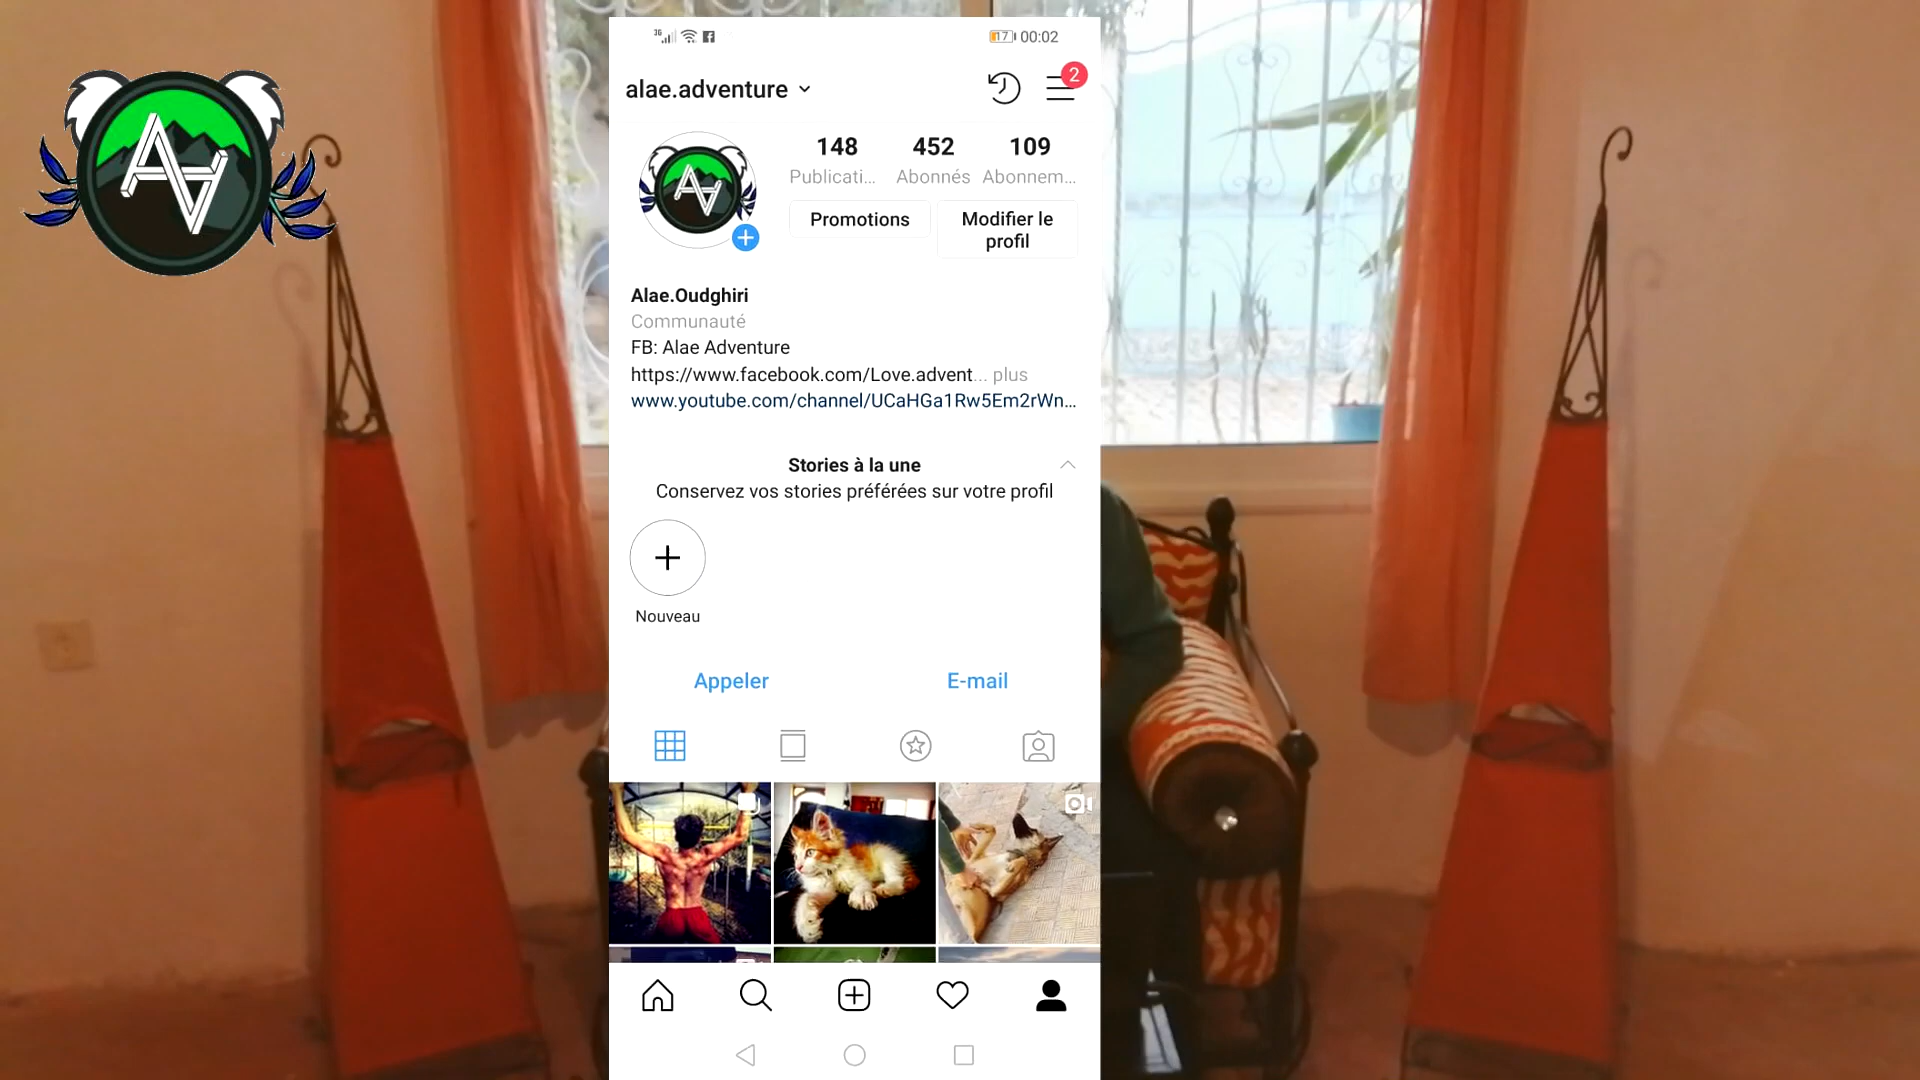 3G
17 00:02
alae.adventure
2
148 452 109
Publicati... Abonnés Abonnem...
Promotions
Modifier le
profil
Alae.Oudghiri
Communauté
FB: Alae Adventure
https://www.facebook.com/Love.advent... plus
www.youtube.com/channel/UCaHGa1Rw5Em2rWn...
Stories à la une
Conservez vos stories préférées sur votre profil
Nouveau
Appeler E-mail